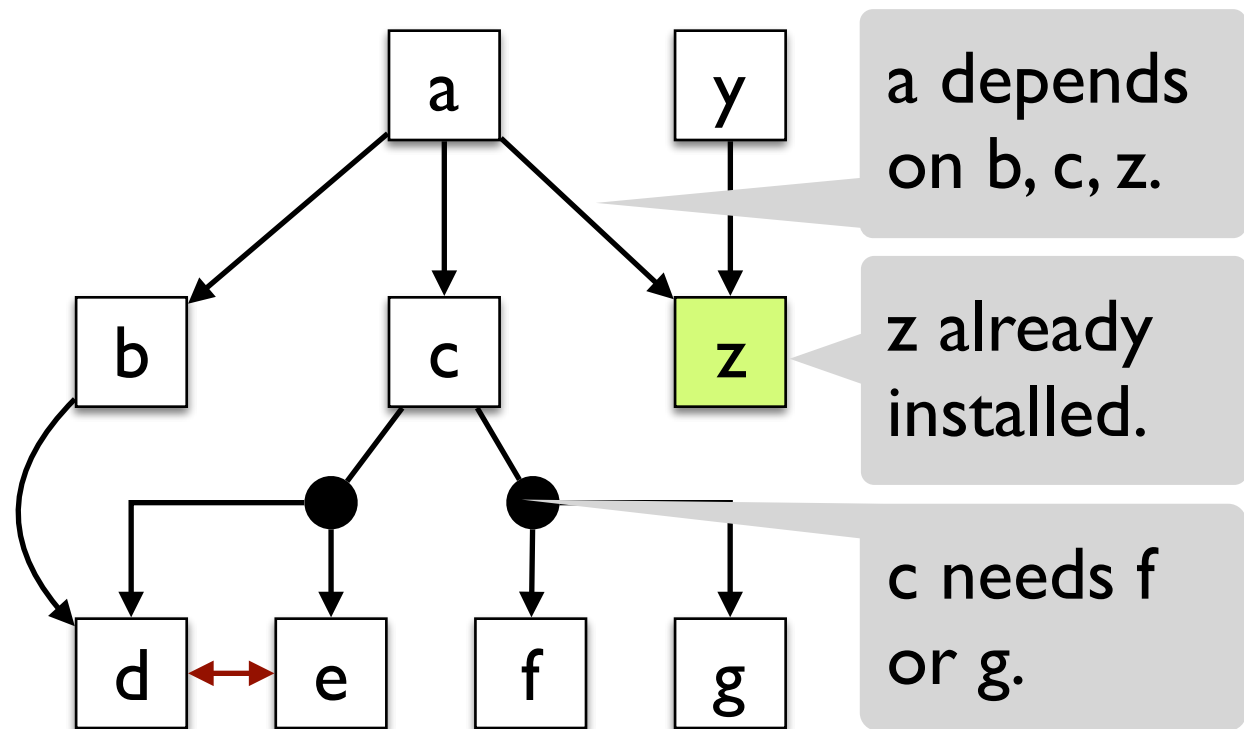 a
y
a depends
on b, c, z.
b
c
z
z already
installed.
c needs f
or g.
d
e
f
g